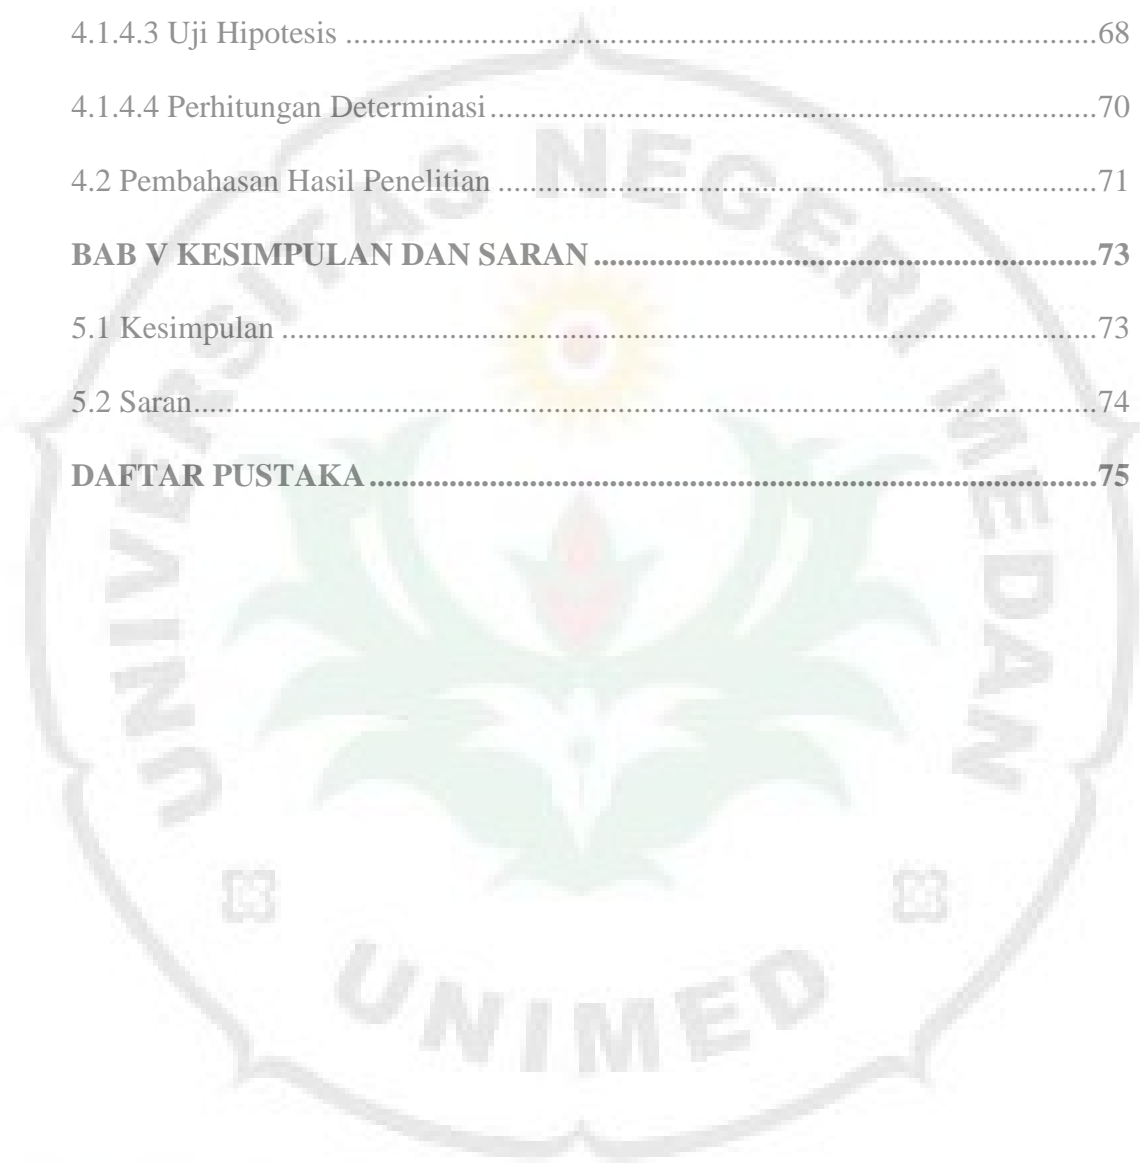 4.1.4.3 Uji Hipotesis ..............................................................................................68
4.1.4.4 Perhitungan Determinasi ............................................................................70
4.2 Pembahasan Hasil Penelitian ...........................................................................71
BAB V KESIMPULAN DAN SARAN ...............................................................73
5.1 Kesimpulan ......................................................................................................73
5.2 Saran.................................................................................................................74
DAFTAR PUSTAKA ...........................................................................................75
UNIVERSITAS NEGERI MEDAN
UNIMED